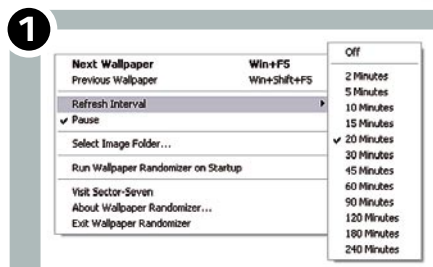 1
Next Wallpaper Win+F5
Previous Wallpaper Win+Shift+F5
Refresh Interval
Pause
Select Image Folder...
Run Wallpaper Randomizer on Startup
Visit Sector-Seven
About Wallpaper Randomizer...
Exit Wallpaper Randomizer
Off
2 Minutes
5 Minutes
10 Minutes
15 Minutes
20 Minutes
30 Minutes
45 Minutes
60 Minutes
90 Minutes
120 Minutes
180 Minutes
240 Minutes